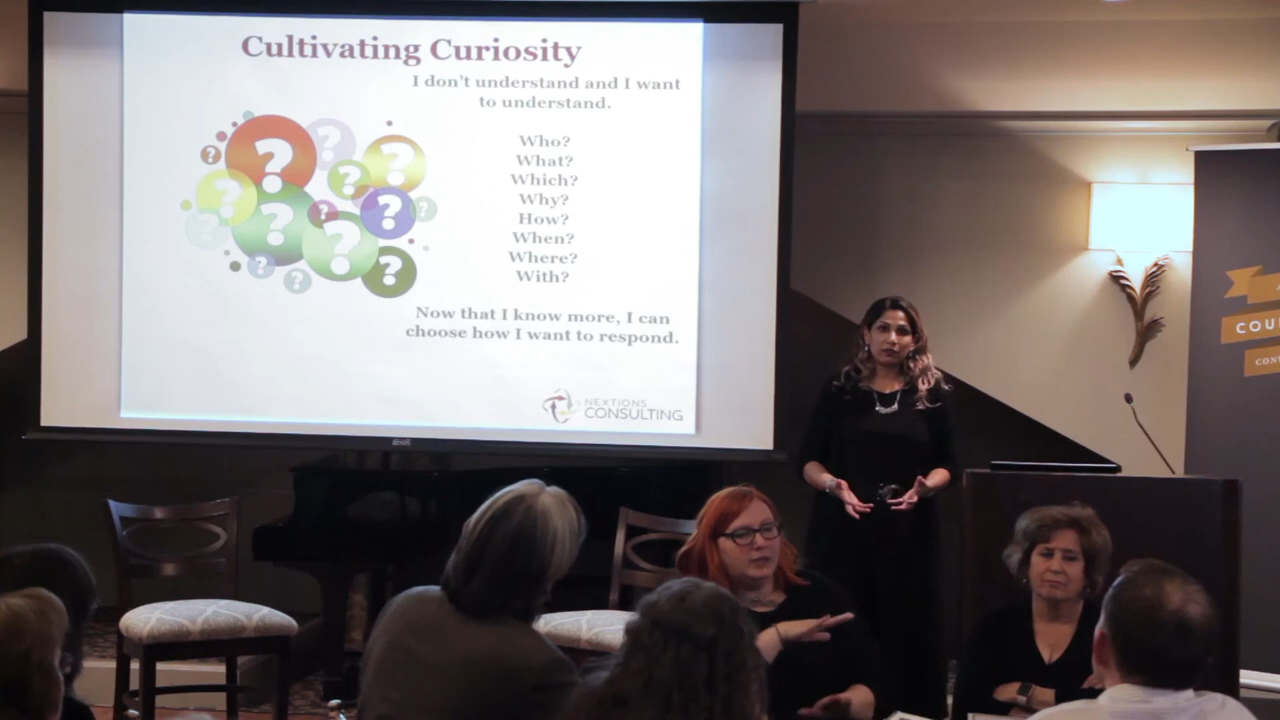 Cultivating Curiosity
I don't understand and I want
to understand.
Who?
What?
Which?
Why?
How?
When?
Where?
With?
Now that I know more, I can
choose how I want to respond.
NEXTIONS
CONSULTING
COU
CON